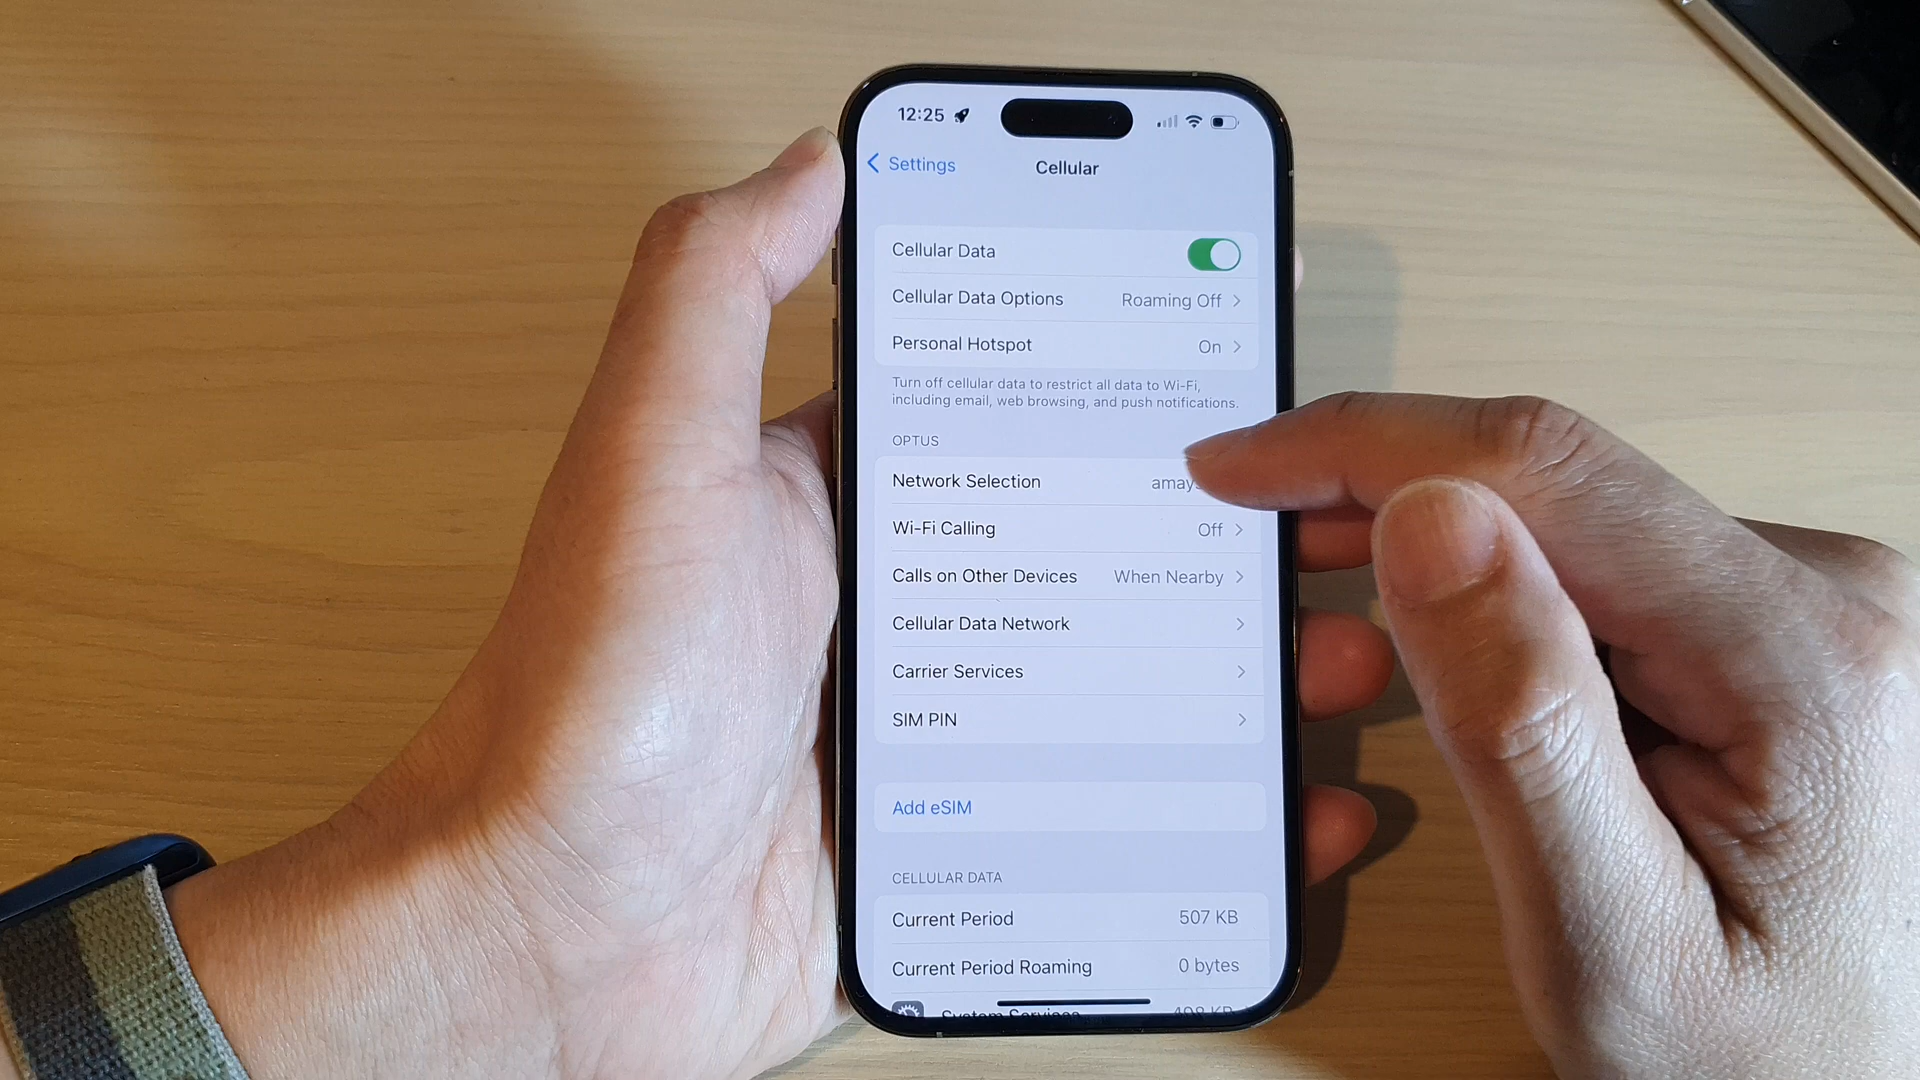 12:25
Settings
Cellular
Cellular Data
Cellular Data Options Roaming Off
Personal Hotspot On
Turn off cellular data to restrict all data to Wi-Fi,
including email, web browsing, and push notifications.
OPTUS
Network Selection
Wi-Fi Calling Off
Calls on Other Devices When Nearby
Cellular Data Network
Carrier Services
SIM PIN
Add eSIM
CELLULAR DATA
Current Period 507 KB
Current Period Roaming 0 bytes
System Services